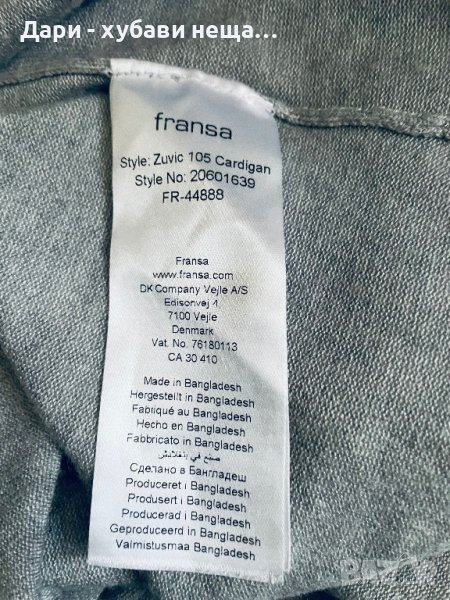 Дари - хубави неща...
fransa
Style: Zuvic 105 Cardigan
Style No: 20601639
FR-44888
Fransa
www.fransa.com
DK Company Vejle A/S
Edisonvej 4
7100 Vejle
Denmark
Vat. No. 76180113
CA 30 410
Made in Bangladesh
Hergestellt in Bangladesh
Fabriqué au Bangladesh
Hecho en Bangladesh
Fabbricato in Bangladesh
صنع في بنغلاديش
Сделано в Бангладеш
Produceret i Bangladesh
Produsert i Bangladesh
Producerad i Bangladesh
Geproduceerd in Bangladesh
Valmistusmaa Bangladesh
BAZAR